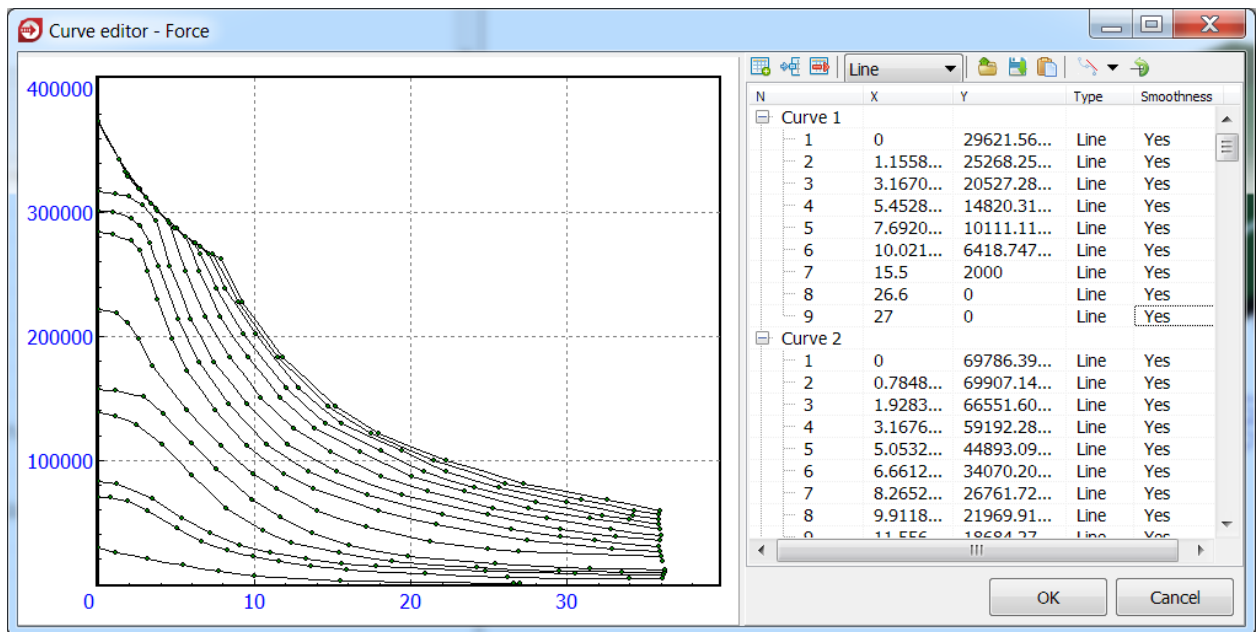 Curve editor - Force
400000
300000
200000
100000
0 10 20 30
Line
N X Y Type Smoothness
Curve 1
1 0 29621.56... Line Yes
2 1.1558... 25268.25... Line Yes
3 3.1670... 20527.28... Line Yes
4 5.4528... 14820.31... Line Yes
5 7.6920... 10111.11... Line Yes
6 10.021... 6418.747... Line Yes
7 15.5 2000 Line Yes
8 26.6 0 Line Yes
9 27 0 Line Yes
Curve 2
1 0 69786.39... Line Yes
2 0.7848... 69907.14... Line Yes
3 1.9283... 66551.60... Line Yes
4 3.1676... 59192.28... Line Yes
5 5.0532... 44893.09... Line Yes
6 6.6612... 34070.20... Line Yes
7 8.2652... 26761.72... Line Yes
8 9.9118... 21969.91... Line Yes
9 11.556... 18684.27... Line Yes
OK Cancel